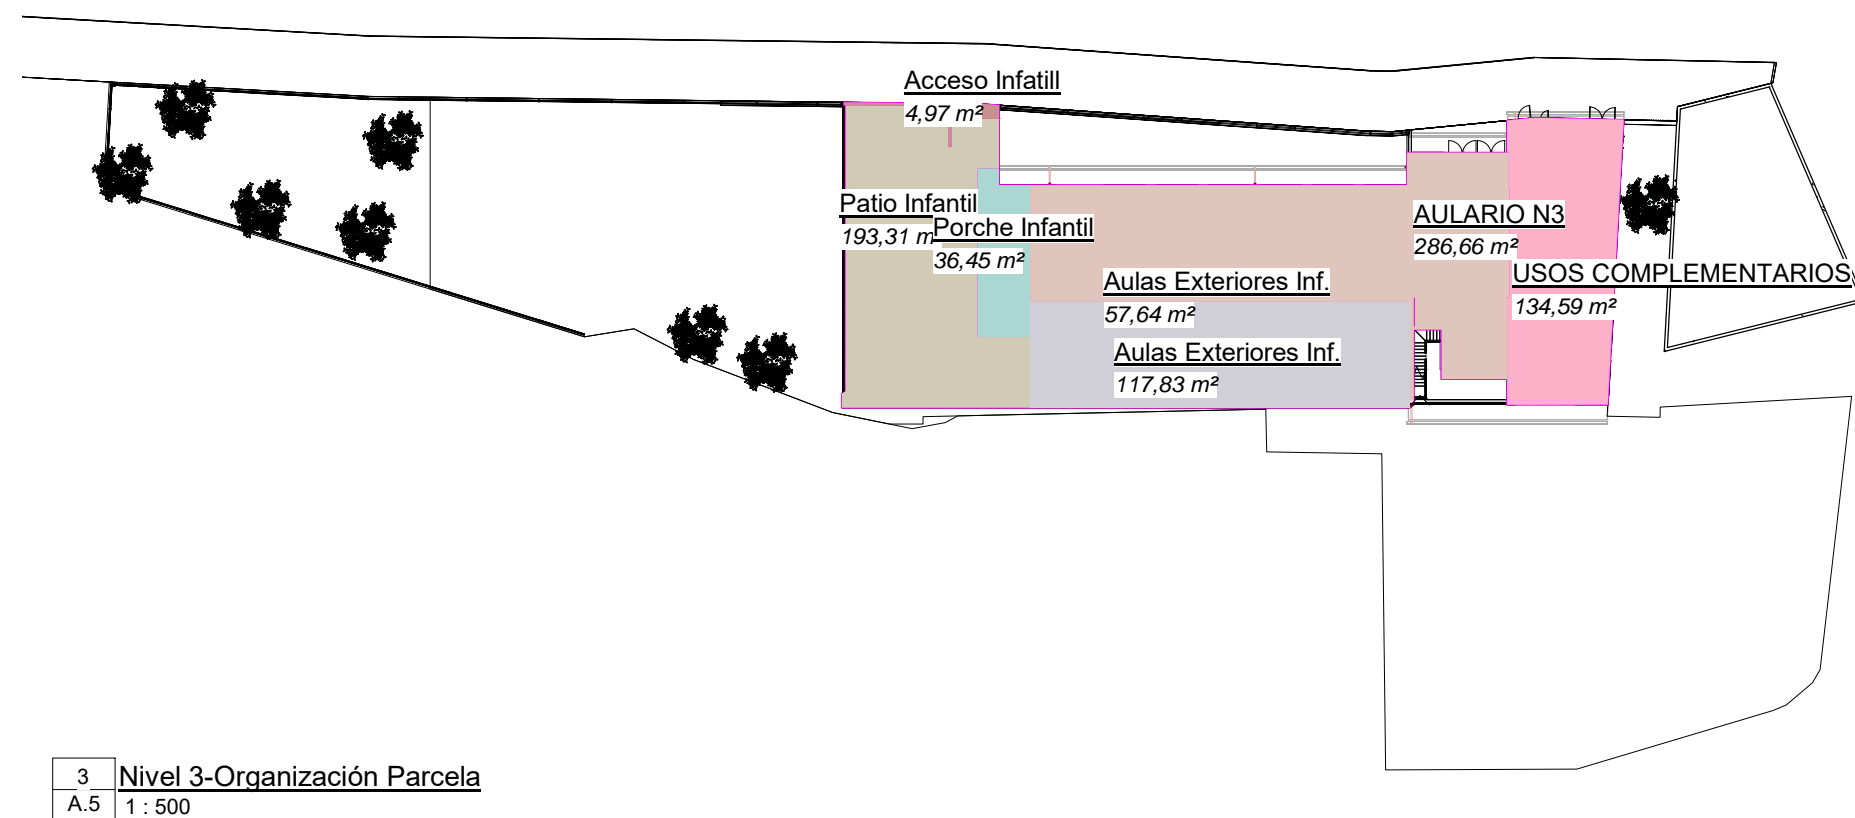 Acceso Infatill
4,97 m²
Patio Infantil
193,31 m
Porche Infantil
36,45 m²
AULARIO N3
286,66 m²
USOS COMPLEMENTARIOS
134,59 m²
Aulas Exteriores Inf.
57,64 m²
Aulas Exteriores Inf.
117,83 m²
3
Nivel 3-Organización Parcela
A.5
1 : 500